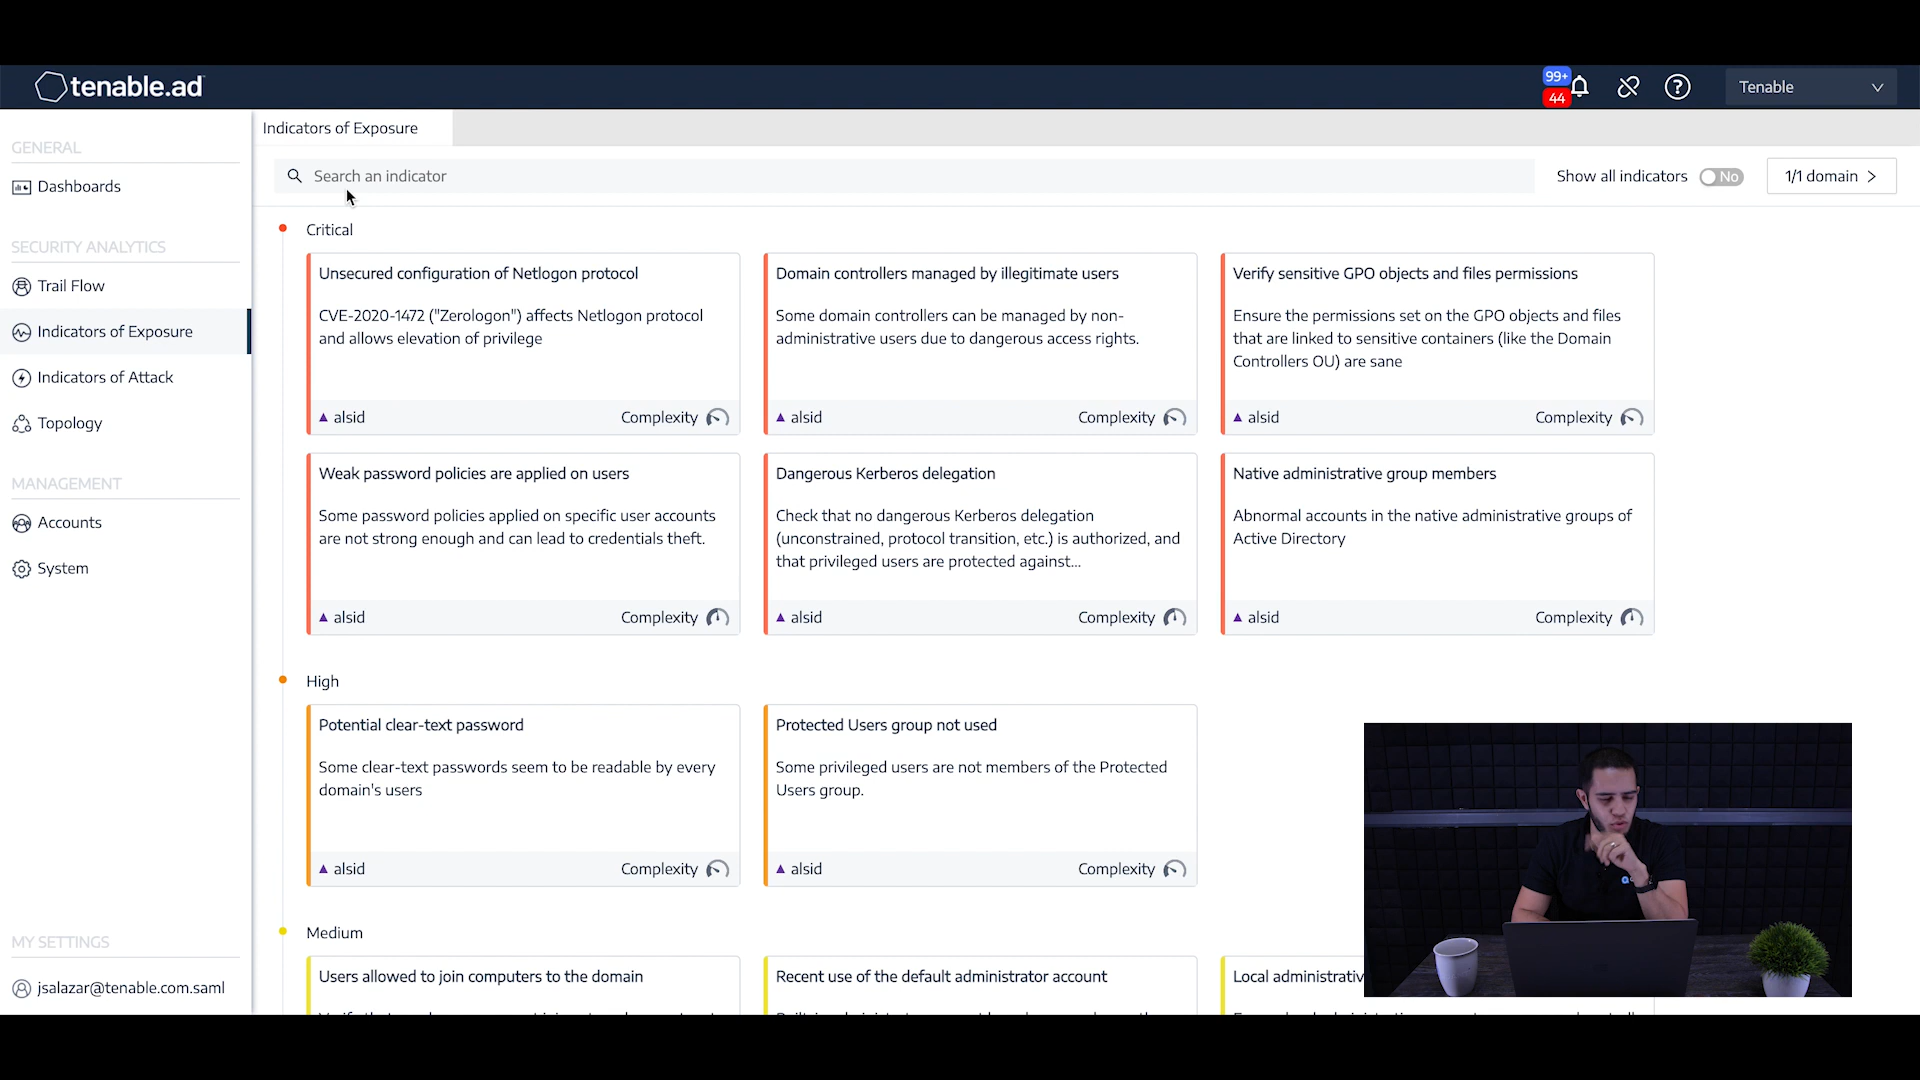 tenable.ad
99+
44
Tenable
GENERAL
Dashboards
SECURITY ANALYTICS
Trail Flow
Indicators of Exposure
Indicators of Attack
Topology
MANAGEMENT
Accounts
System
MY SETTINGS
jsalazar@tenable.com.saml
Indicators of Exposure
Search an indicator
Show all indicators
No
1/1 domain
Critical
Unsecured configuration of Netlogon protocol
CVE-2020-1472 ("Zerologon") affects Netlogon protocol
and allows elevation of privilege
alsid
Complexity
Domain controllers managed by illegitimate users
Some domain controllers can be managed by non-
administrative users due to dangerous access rights.
alsid
Complexity
Verify sensitive GPO objects and files permissions
Ensure the permissions set on the GPO objects and files
that are linked to sensitive containers (like the Domain
Controllers OU) are sane
alsid
Complexity
Weak password policies are applied on users
Some password policies applied on specific user accounts
are not strong enough and can lead to credentials theft.
alsid
Complexity
Dangerous Kerberos delegation
Check that no dangerous Kerberos delegation
(unconstrained, protocol transition, etc.) is authorized, and
that privileged users are protected against...
alsid
Complexity
Native administrative group members
Abnormal accounts in the native administrative groups of
Active Directory
alsid
Complexity
High
Potential clear-text password
Some clear-text passwords seem to be readable by every
domain's users
alsid
Complexity
Protected Users group not used
Some privileged users are not members of the Protected
Users group.
alsid
Complexity
Medium
Users allowed to join computers to the domain
Recent use of the default administrator account
Local administrativ